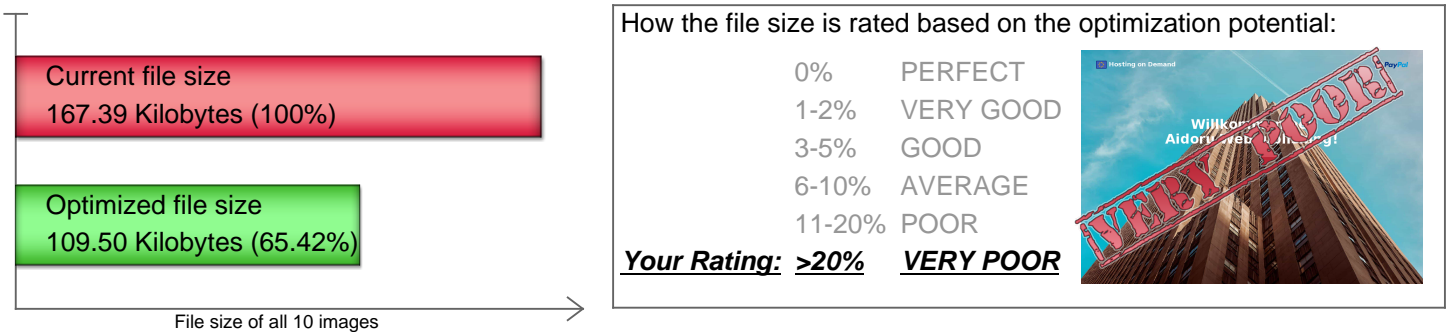 Current file size
167.39 Kilobytes (100%)
Optimized file size
109.50 Kilobytes (65.42%)
File size of all 10 images
How the file size is rated based on the optimization potential:
0% PERFECT
1-2% VERY GOOD
3-5% GOOD
6-10% AVERAGE
11-20% POOR
Your Rating: >20% VERY POOR
Hosting on Demand
PayPal
¡VERY POOR!